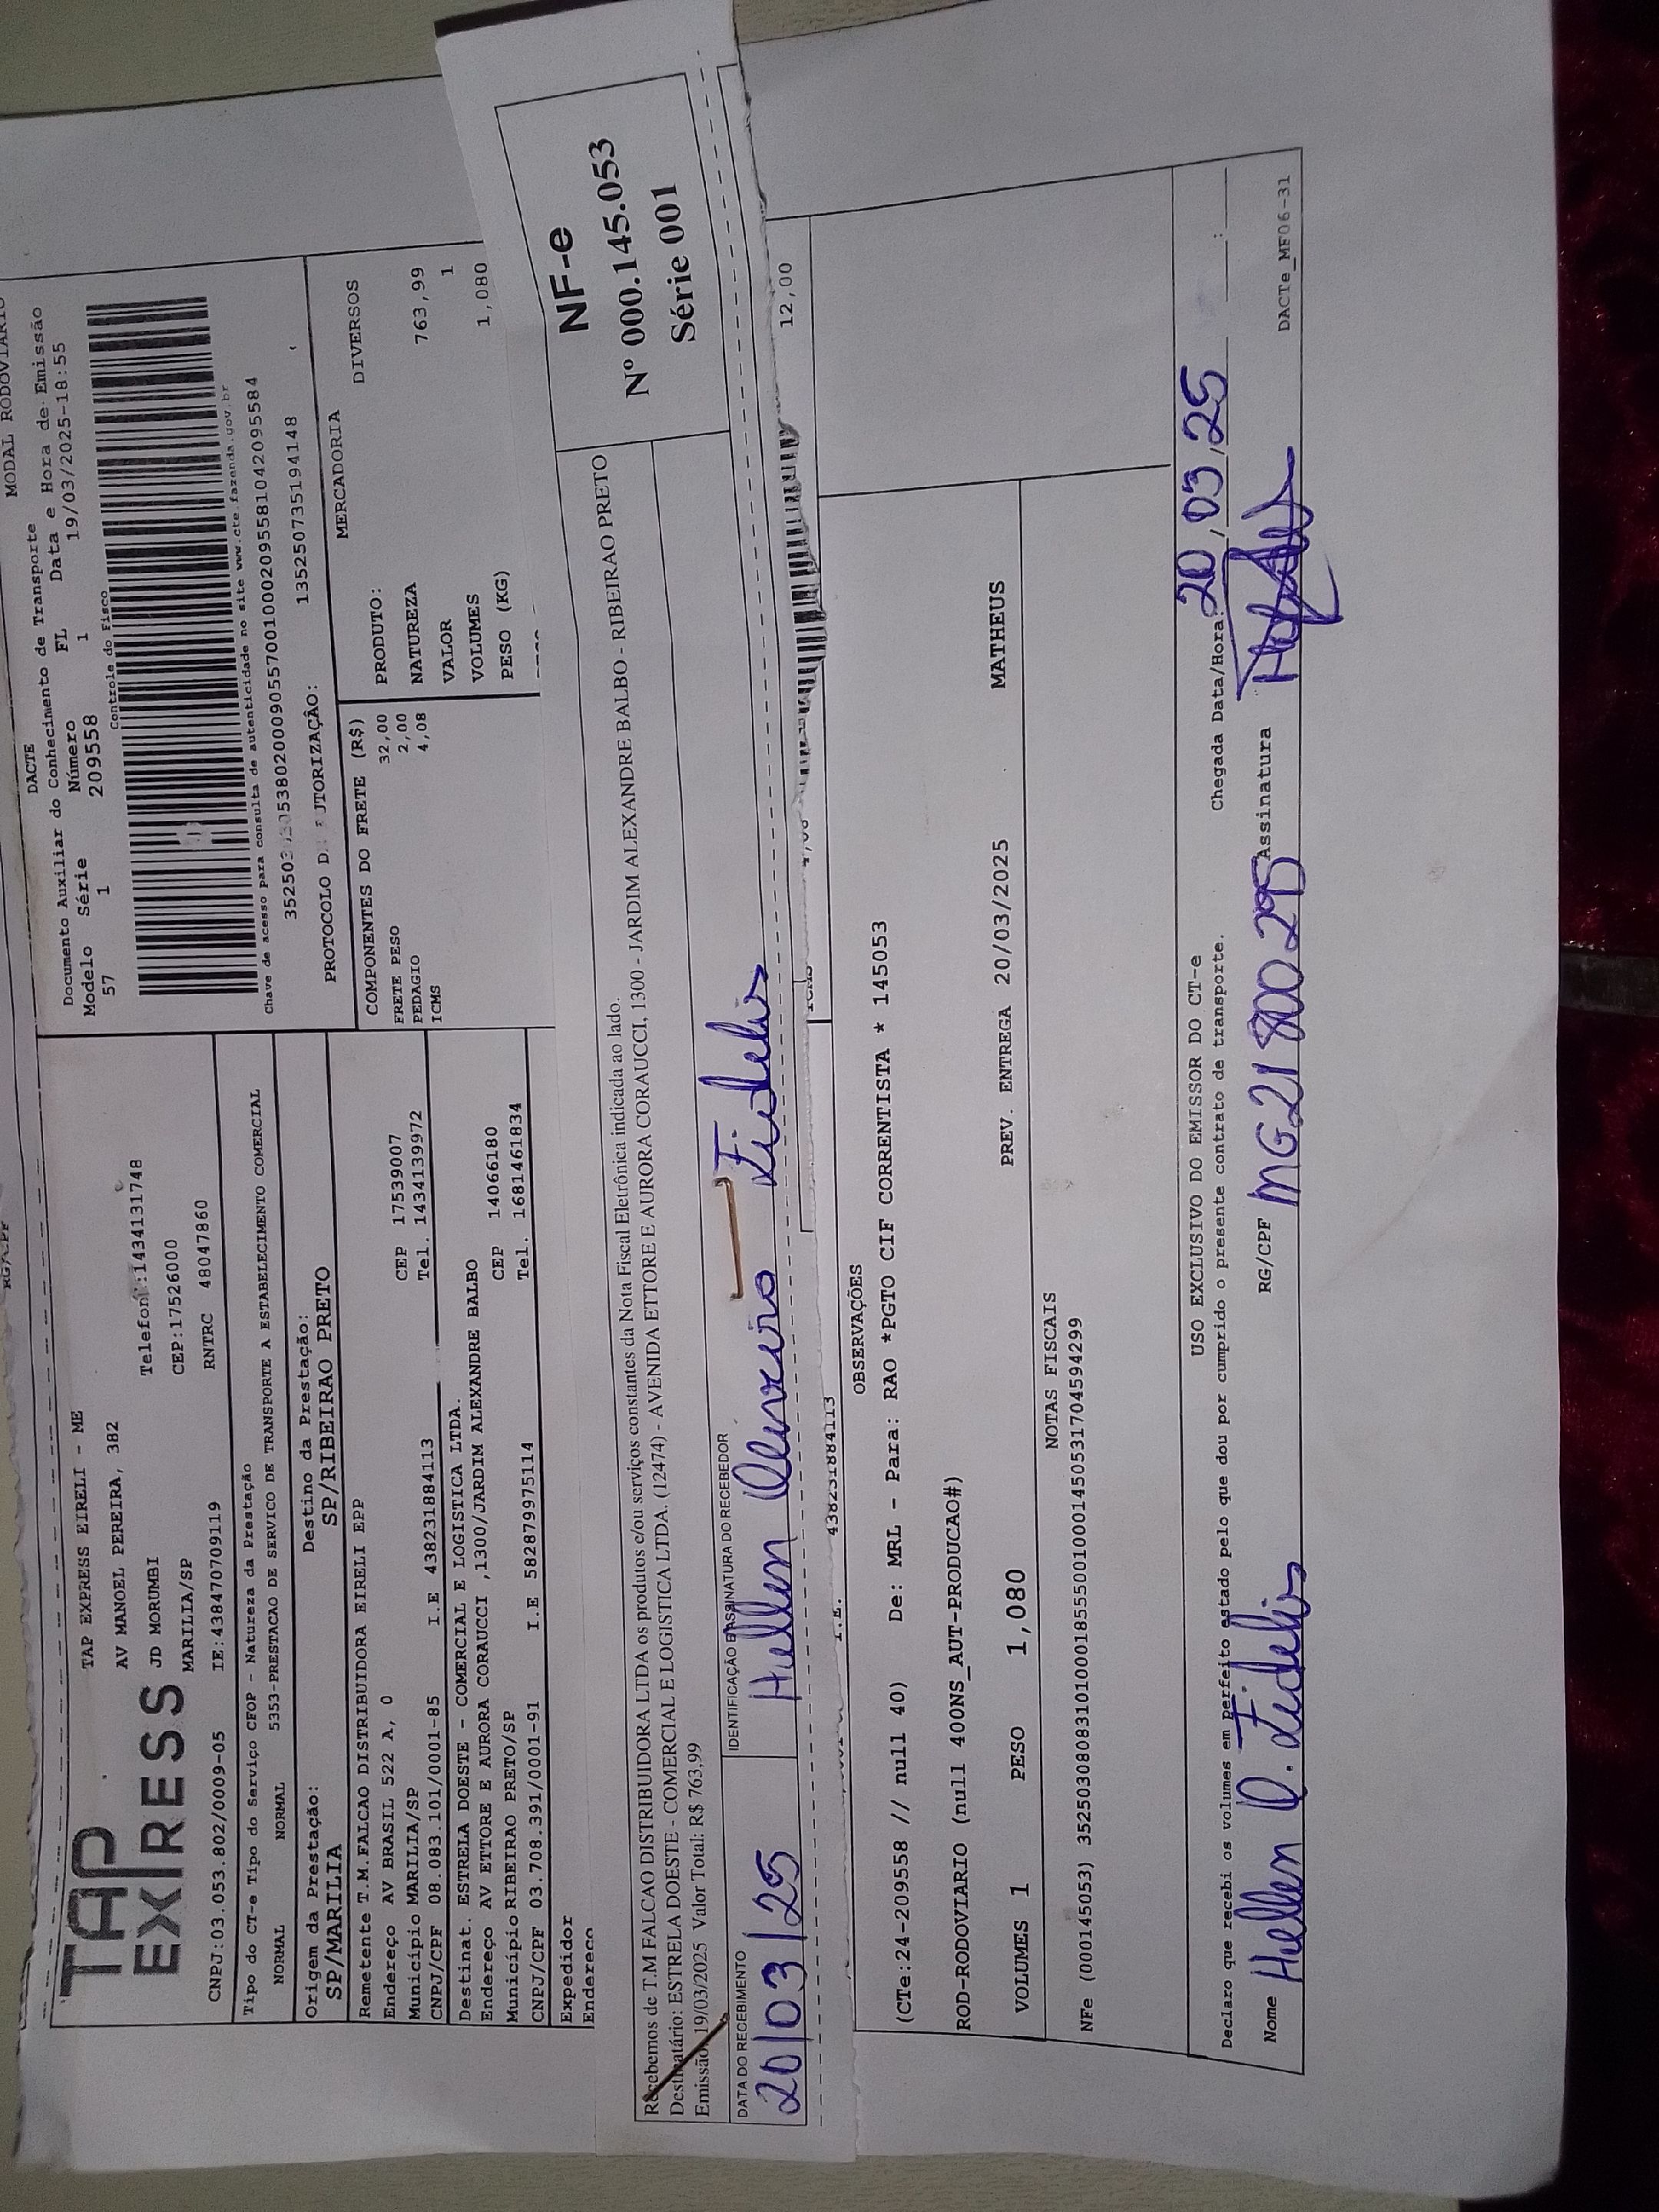 MODAL RODOVIARIO
RG/CPF
TAP
EXPRESS
TAP EXPRESS EIRELI - ME
AV MANOEL PEREIRA, 382
JD MORUMBI
MARILIA/SP
Telefone:1434131748
CEP:17526000
CNPJ:03.053.802/0009-05 IE:438470709119 RNTRC 48047860
DACTE
Documento Auxiliar do Conhecimento de Transporte
Modelo Série Número FL Data e Hora de Emissão
57 1 209558 1 19/03/2025-18:55
Controle do Fisco
Chave de acesso para consulta de autenticidade no site www.cte.fazenda.gov.br
PROTOCOLO D UTORIZAÇÃO: 135250735194148
Tipo do CT-e Tipo do Serviço CFOP - Natureza da Prestação
NORMAL NORMAL 5353-PRESTACAO DE SERVICO DE TRANSPORTE A ESTABELECIMENTO COMERCIAL
Origem da Prestação: Destino da Prestação:
SP/MARILIA SP/RIBEIRAO PRETO
Remetente T.M.FALCAO DISTRIBUIDORA EIRELI EPP
Endereço AV BRASIL 522 A, 0 CEP 17539007
Município MARILIA/SP Tel. 1434139972
CNPJ/CPF 08.083.101/0001-85 I.E 438231884113
Destinat. ESTRELA DOESTE - COMERCIAL E LOGISTICA LTDA.
Endereço AV ETTORE E AURORA CORAUCCI ,1300/JARDIM ALEXANDRE BALBO
Município RIBEIRAO PRETO/SP CEP 14066180
CNPJ/CPF 03.708.391/0001-91 I.E 582879975114 Tel. 1681461834
Expedidor
Endereço
COMPONENTES DO FRETE (R$)
FRETE PESO 32,00
PEDAGIO 2,00
ICMS 4,08
MERCADORIA
PRODUTO: DIVERSOS
NATUREZA
VALOR 763,99
VOLUMES 1
PESO (KG) 1,080
Recebemos de T.M FALCAO DISTRIBUIDORA LTDA os produtos e/ou serviços constantes da Nota Fiscal Eletrônica indicada ao lado.
Destinatário: ESTRELA DOESTE - COMERCIAL E LOGISTICA LTDA. (12474) - AVENIDA ETTORE E AURORA CORAUCCI, 1300 - JARDIM ALEXANDRE BALBO - RIBEIRAO PRETO
Emissão: 19/03/2025 Valor Total: R$ 763,99
NF-e
Nº 000.145.053
Série 001
DATA DO RECEBIMENTO IDENTIFICAÇÃO E ASSINATURA DO RECEBEDOR
20/03/25 Hellen Fidelis
I.E. 438231884113 ICMS 4,08 12,00
OBSERVAÇÕES
(CTe:24-209558 // null 40) De: MRL - Para: RAO *PGTO CIF CORRENTISTA * 145053
ROD-RODOVIARIO (null 400NS_AUT-PRODUCAO#)
VOLUMES 1 PESO 1,080 PREV. ENTREGA 20/03/2025 MATHEUS
NOTAS FISCAIS
NFe (000145053) 35250308083101000185550010001450531704594299
USO EXCLUSIVO DO EMISSOR DO CT-e
Declaro que recebi os volumes em perfeito estado pelo que dou por cumprido o presente contrato de transporte. Chegada Data/Hora: 20/03/25 :
Nome Hellen O. Fidelis RG/CPF MG21800295 Assinatura
DACTe_MF06-31